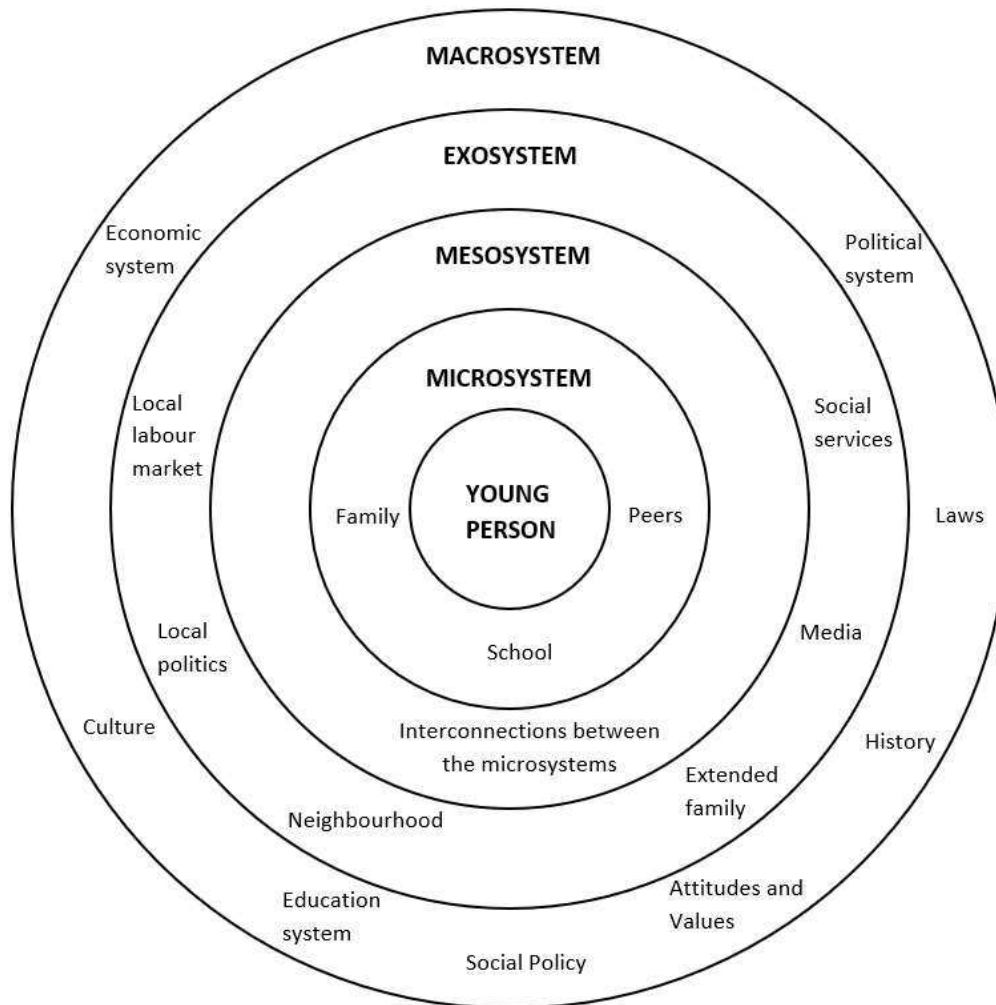 MACROSYSTEM
EXOSYSTEM
Economic
system
Political
system
MESOSYSTEM
MICROSYSTEM
Local
labour
market
Social
services
YOUNG
PERSON
Family
Peers
Laws
School
Local
politics
Media
Culture
Interconnections between
the microsystems
History
Extended
family
Neighbourhood
Education
system
Attitudes and
Values
Social Policy